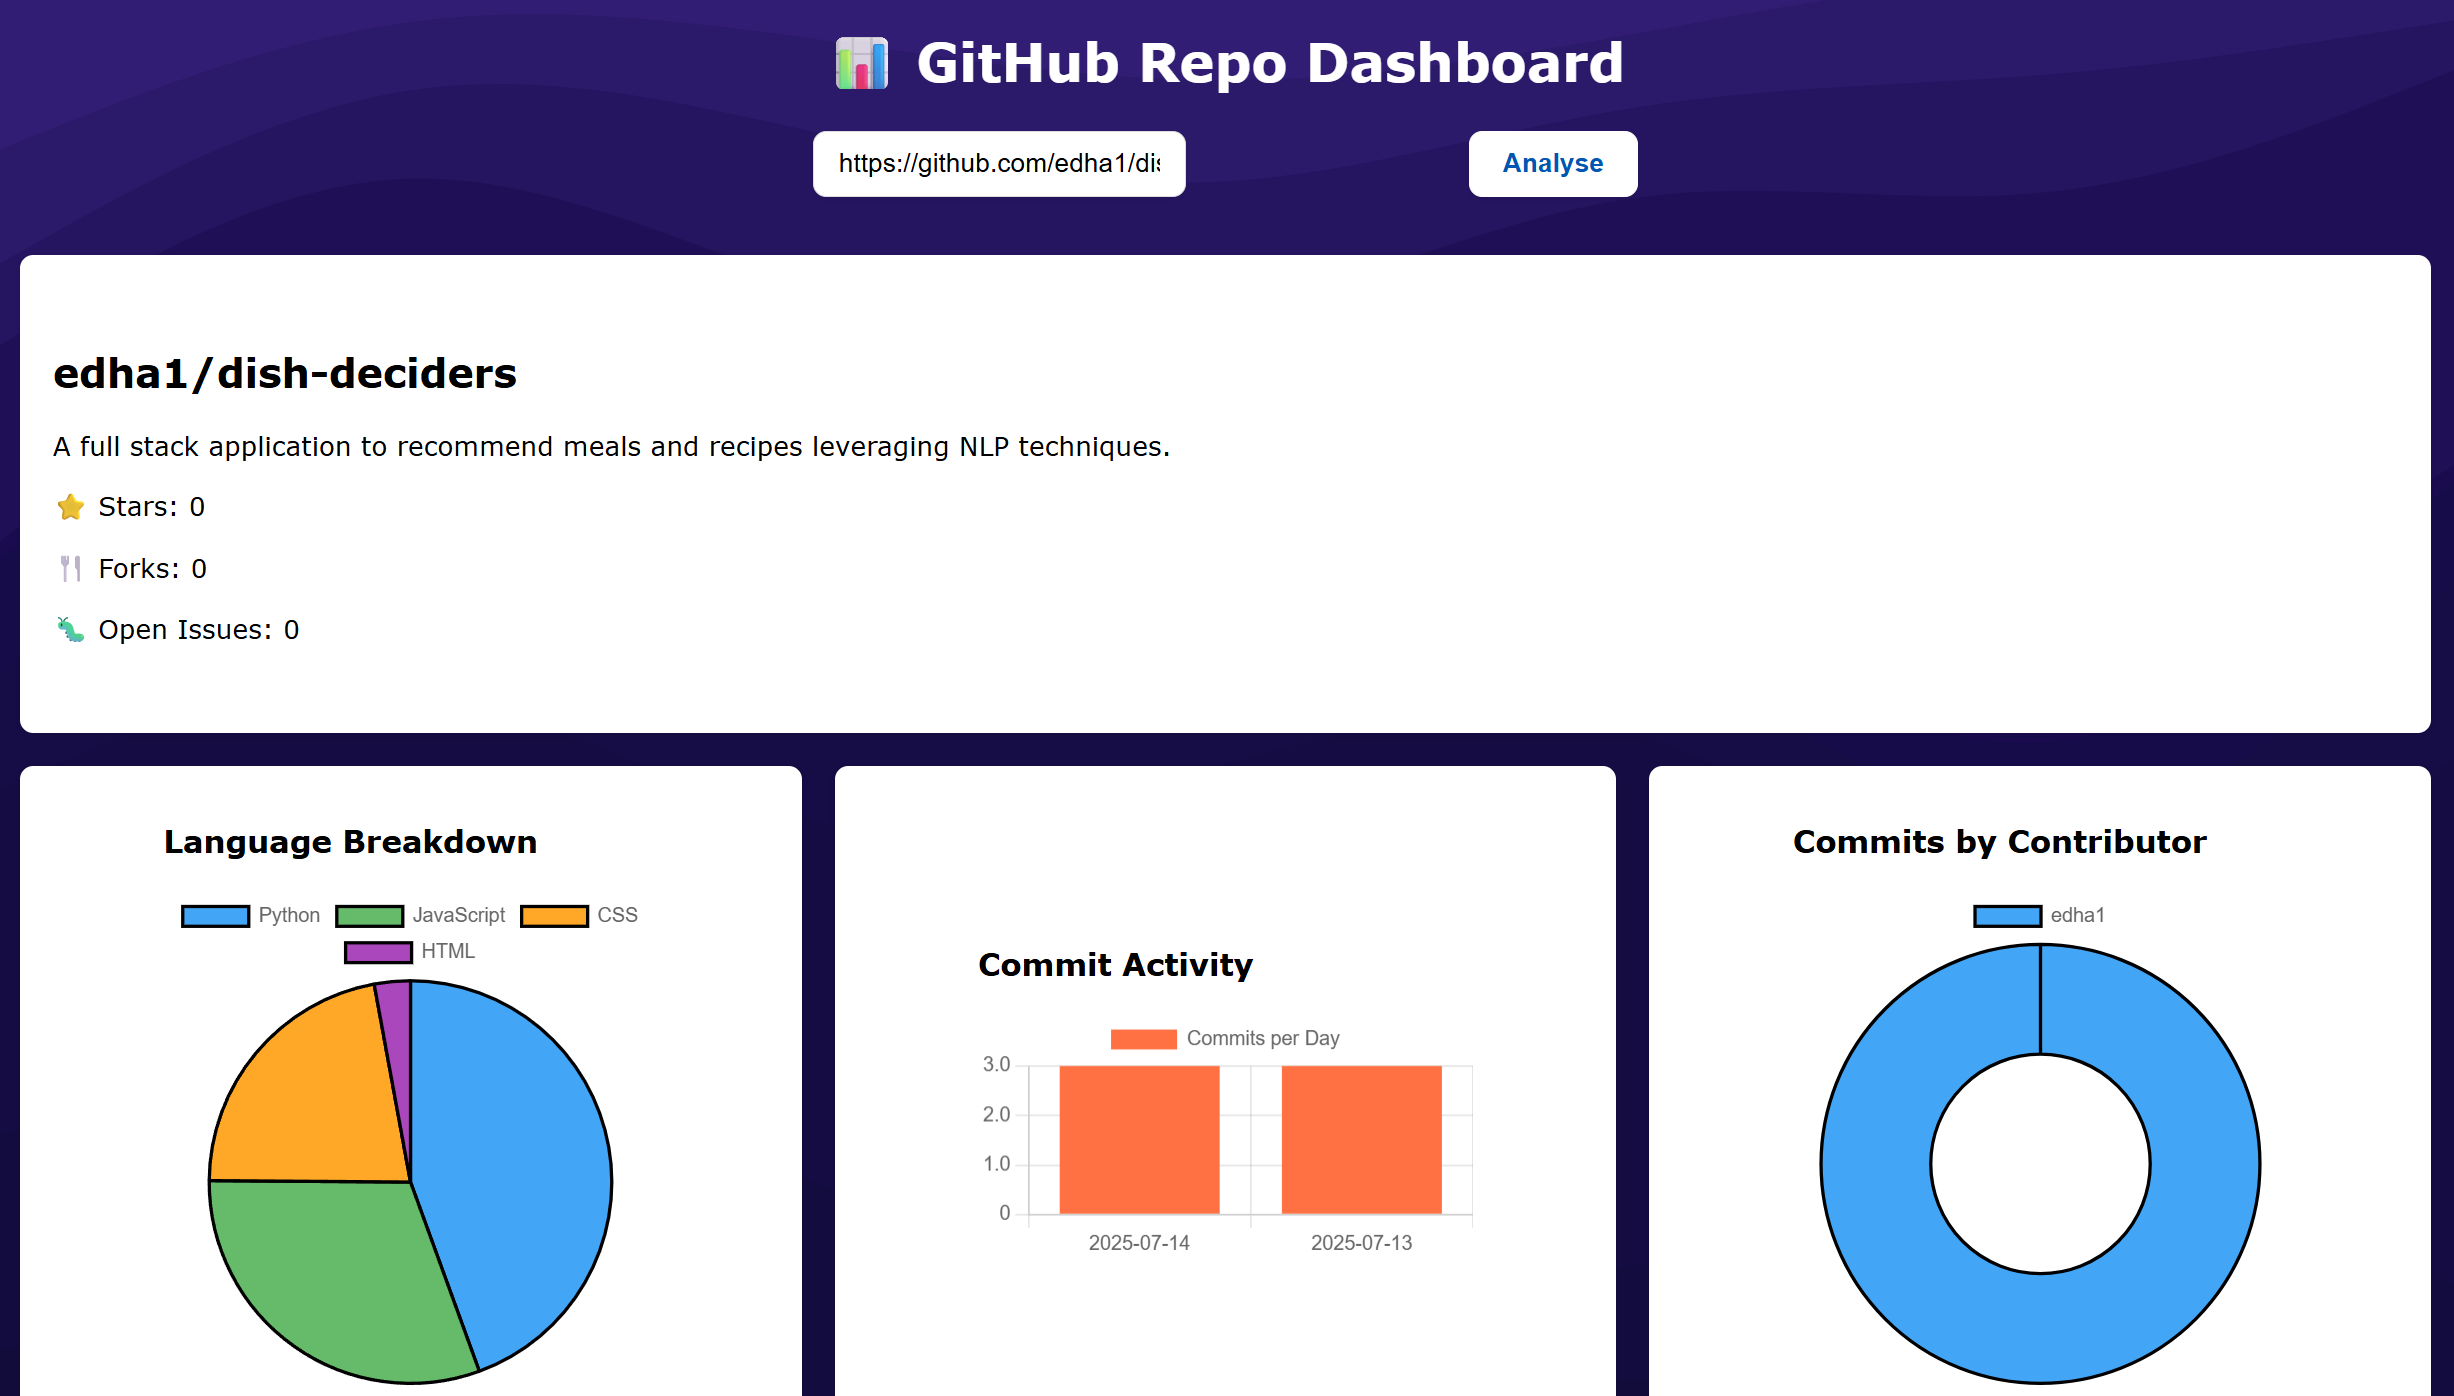 GitHub Repo Dashboard
https://github.com/edha1/dis
Analyse
edha1/dish-deciders
A full stack application to recommend meals and recipes leveraging NLP techniques.
Stars: 0
Forks: 0
Open Issues: 0
Language Breakdown
Python JavaScript CSS
HTML
Commit Activity
Commits per Day
3.0
2.0
1.0
0
2025-07-14 2025-07-13
Commits by Contributor
edha1